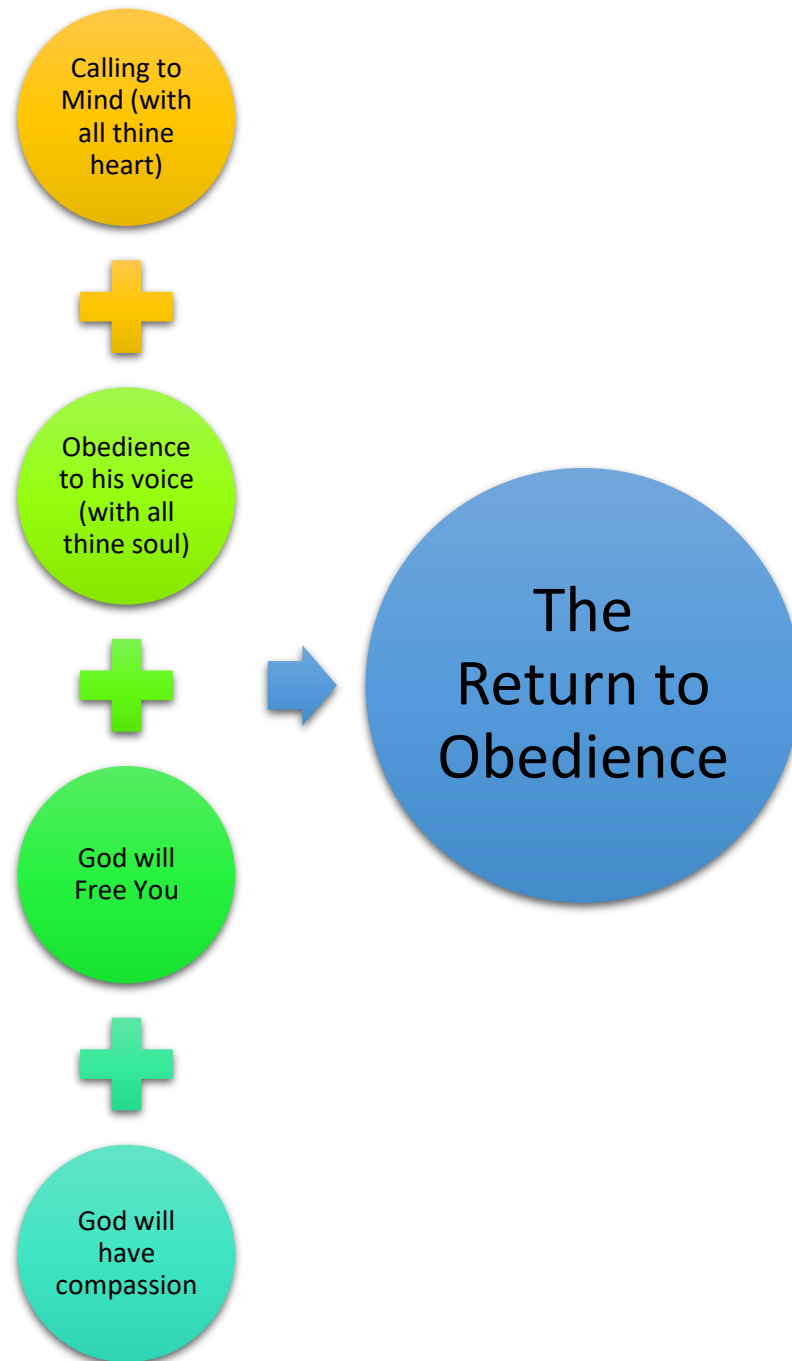 Calling to
Mind (with
all thine
heart)
Obedience
to his voice
(with all
thine soul)
God will
Free You
God will
have
compassion
The
Return to
Obedience